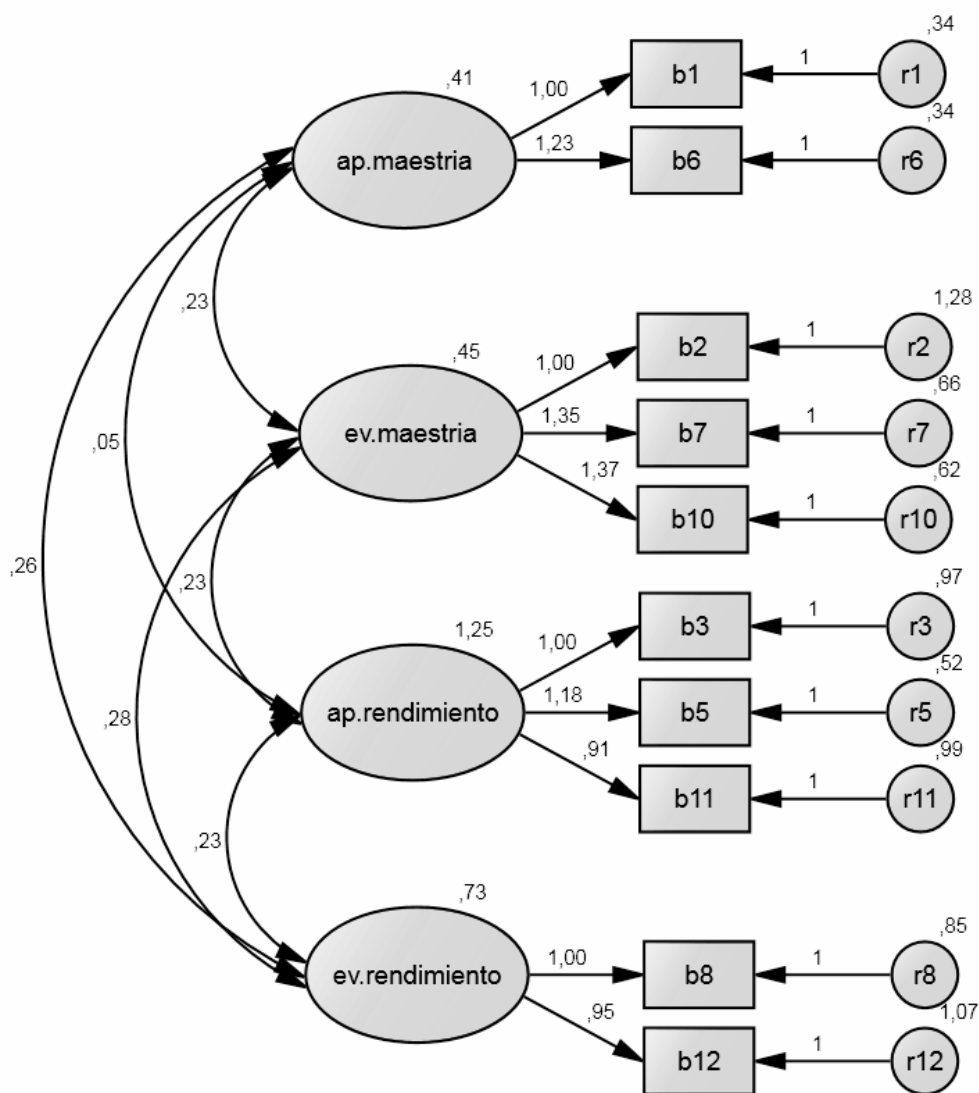 ,34
,41
b1
1
r1
1,00
ap.maestria
,34
1,23
b6
1
r6
,23
1,28
,45
b2
1
r2
1,00
ev.maestria
,66
1,35
b7
1
r7
,05
1,37
,62
b10
1
r10
,26
,23
,97
1,25
b3
1
r3
1,00
ap.rendimiento
,52
1,18
b5
1
r5
,28
,91
,99
b11
1
r11
,23
,73
,85
ev.rendimiento
1,00
b8
1
r8
,95
1,07
b12
1
r12